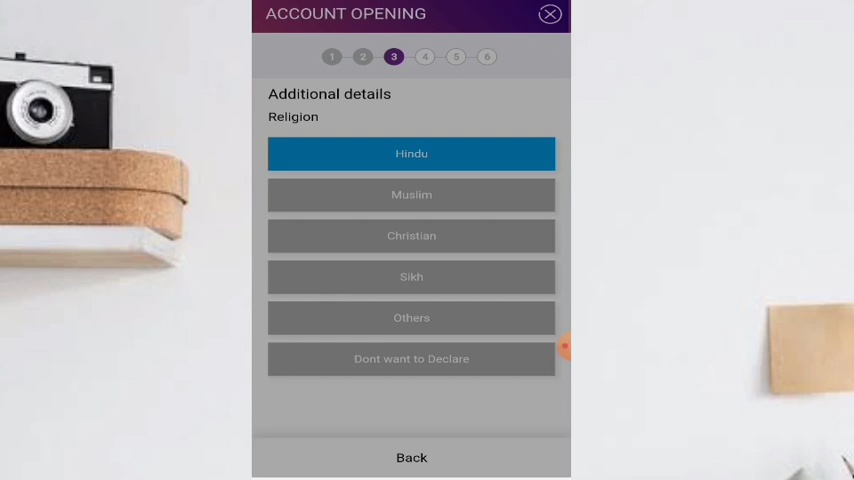 ACCOUNT OPENING
1 2 3 4 5 6
Additional details
Religion
Hindu
Muslim
Christian
Sikh
Others
Dont want to Declare
Back